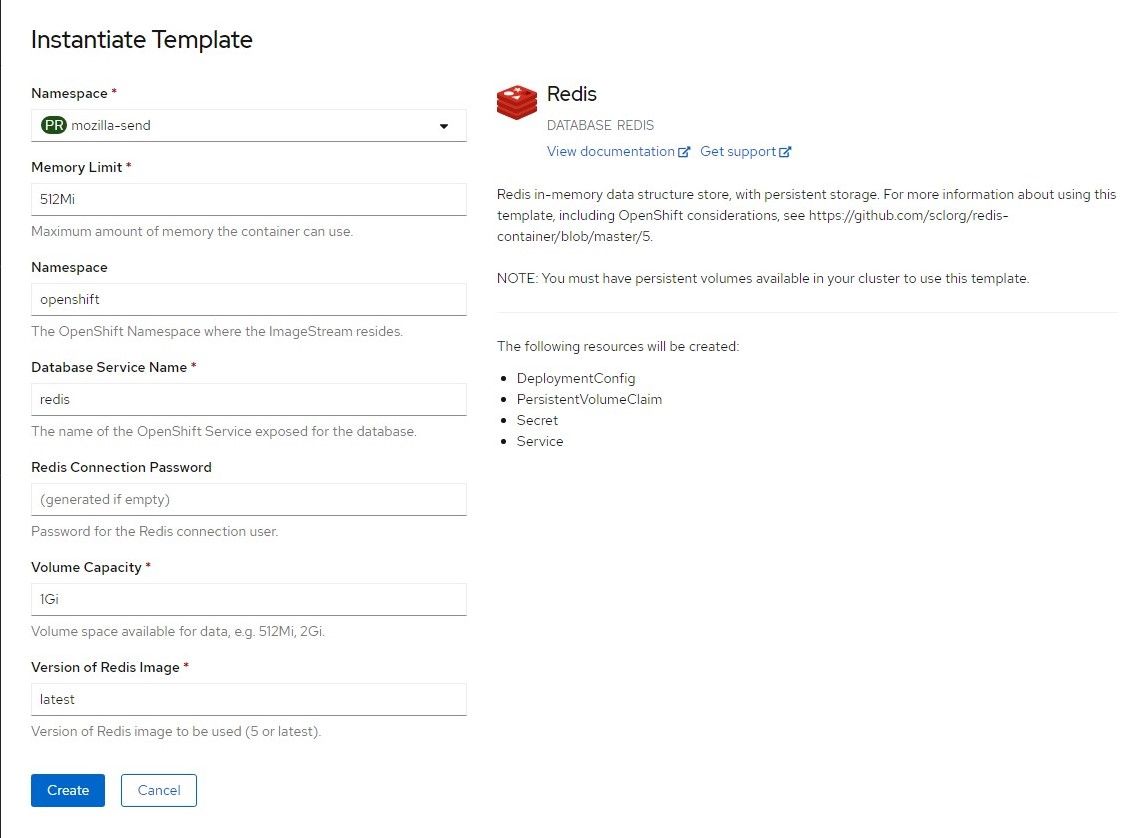 Instantiate Template
Namespace *
PR mozilla-send
Memory Limit *
512Mi
Maximum amount of memory the container can use.
Namespace
openshift
The OpenShift Namespace where the ImageStream resides.
Database Service Name *
redis
The name of the OpenShift Service exposed for the database.
Redis Connection Password
(generated if empty)
Password for the Redis connection user.
Volume Capacity *
1Gi
Volume space available for data, e.g. 512Mi, 2Gi.
Version of Redis Image *
latest
Version of Redis image to be used (5 or latest).
Create Cancel
Redis
DATABASE REDIS
View documentation Get support
Redis in-memory data structure store, with persistent storage. For more information about using this
template, including OpenShift considerations, see https://github.com/sclorg/redis-
container/blob/master/5.
NOTE: You must have persistent volumes available in your cluster to use this template.
The following resources will be created:
• DeploymentConfig
• PersistentVolumeClaim
• Secret
• Service